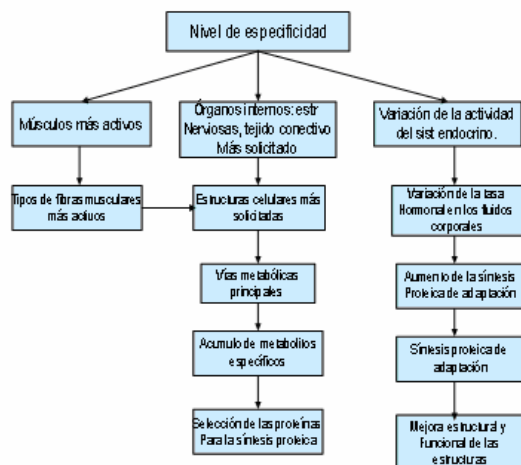 Nivel de especificidad
Músculos más activos
Órganos internos: estr
Nerviosas, tejido conectivo
Más solicitado
Variación de la actividad
del sist endocrino.
Tipos de fibras musculares
más activos
Estructuras celulares más
solicitadas
Variación de la tasa
Hormonal en los fluidos
corporales
Vías metabólicas
principales
Aumento de la síntesis
Proteica de adaptación
Acumulo de metabolitos
específicos
Síntesis proteica de
adaptación
Selección de las proteínas
Para la síntesis proteica
Mejora estructural y
Funcional de las
estructuras